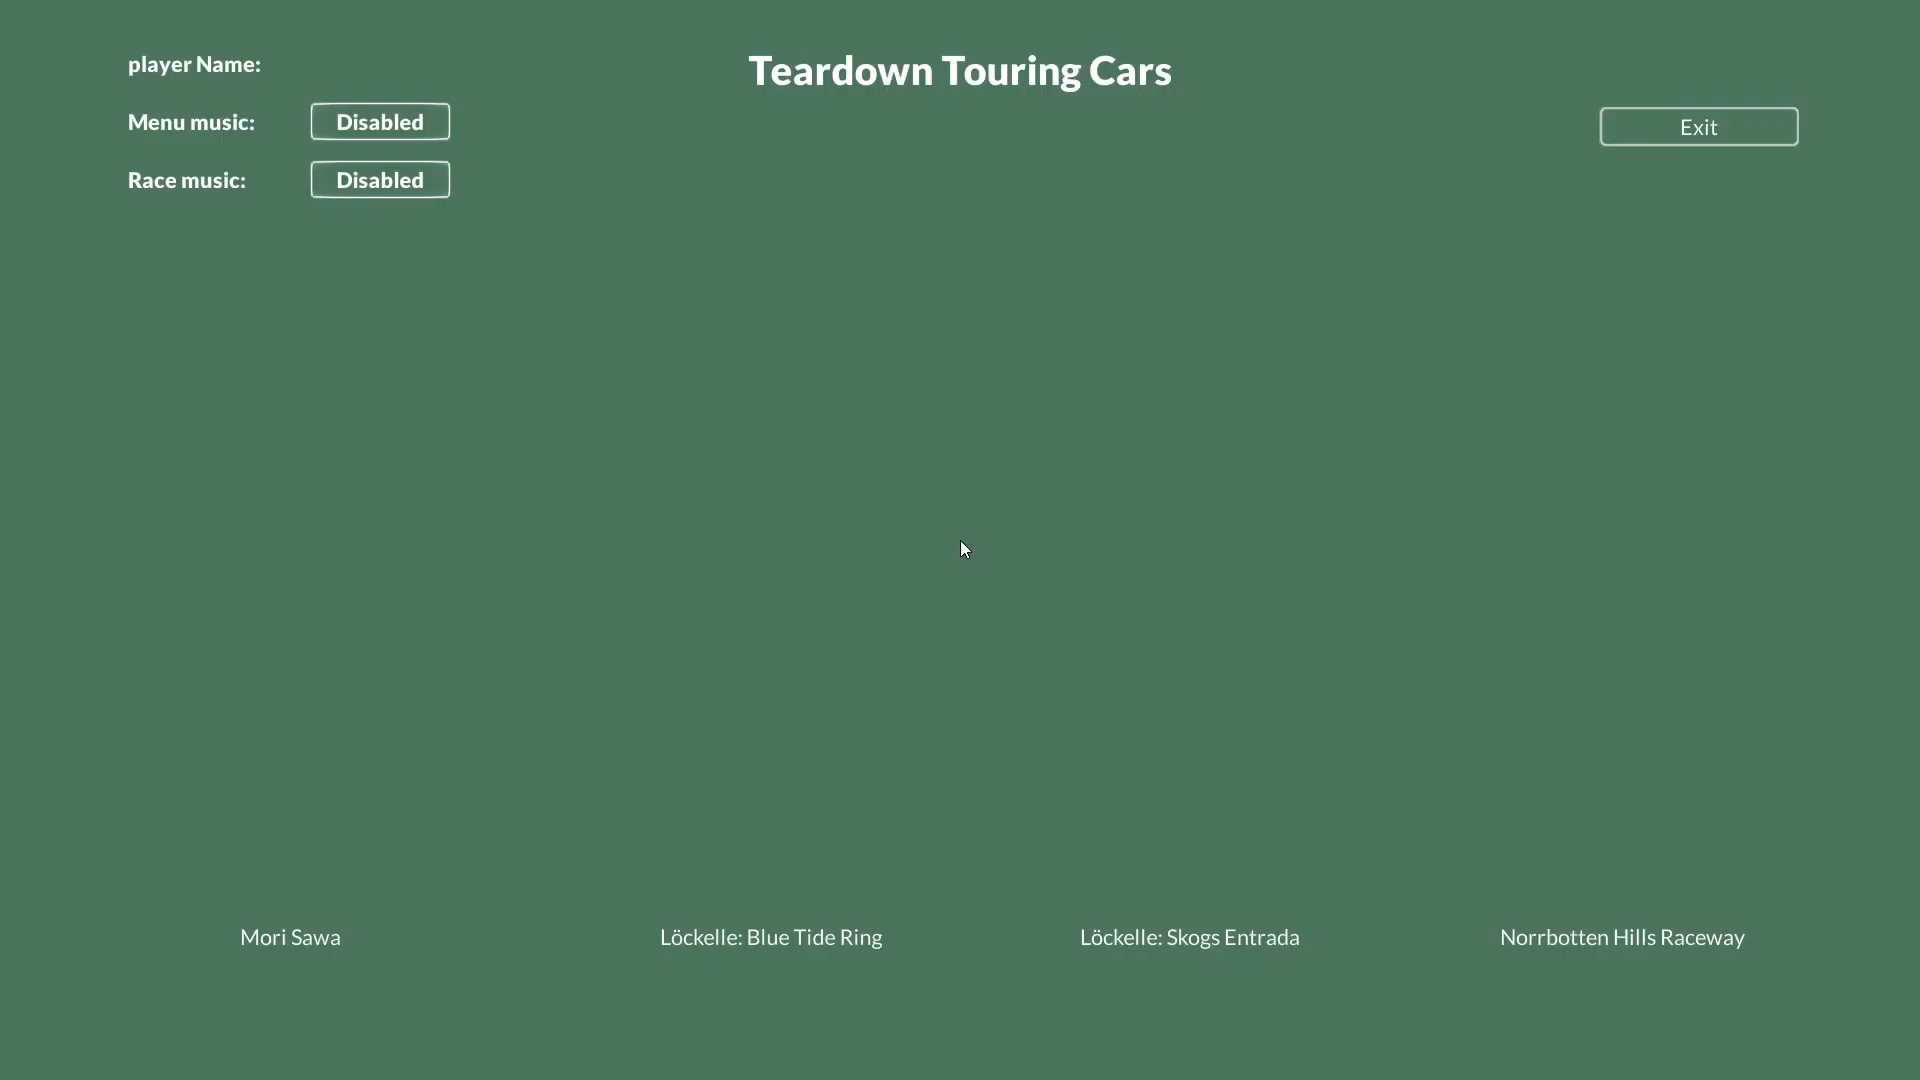 player Name:
Teardown Touring Cars
Menu music:
Disabled
Exit
Race music:
Disabled
Mori Sawa
Löckelle: Blue Tide Ring
Löckelle: Skogs Entrada
Norrbotten Hills Raceway